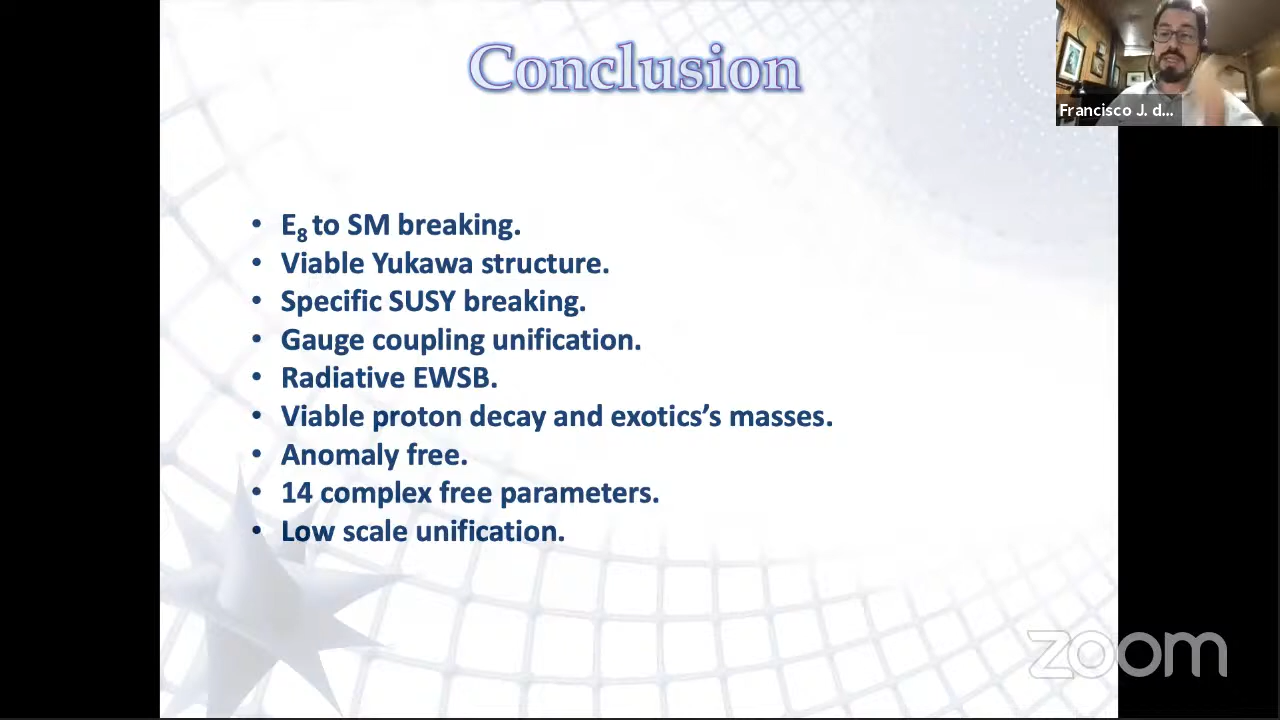 Conclusion
Francisco J. d...
• E₈ to SM breaking.
• Viable Yukawa structure.
• Specific SUSY breaking.
• Gauge coupling unification.
• Radiative EWSB.
• Viable proton decay and exotics’s masses.
• Anomaly free.
• 14 complex free parameters.
• Low scale unification.
zoom